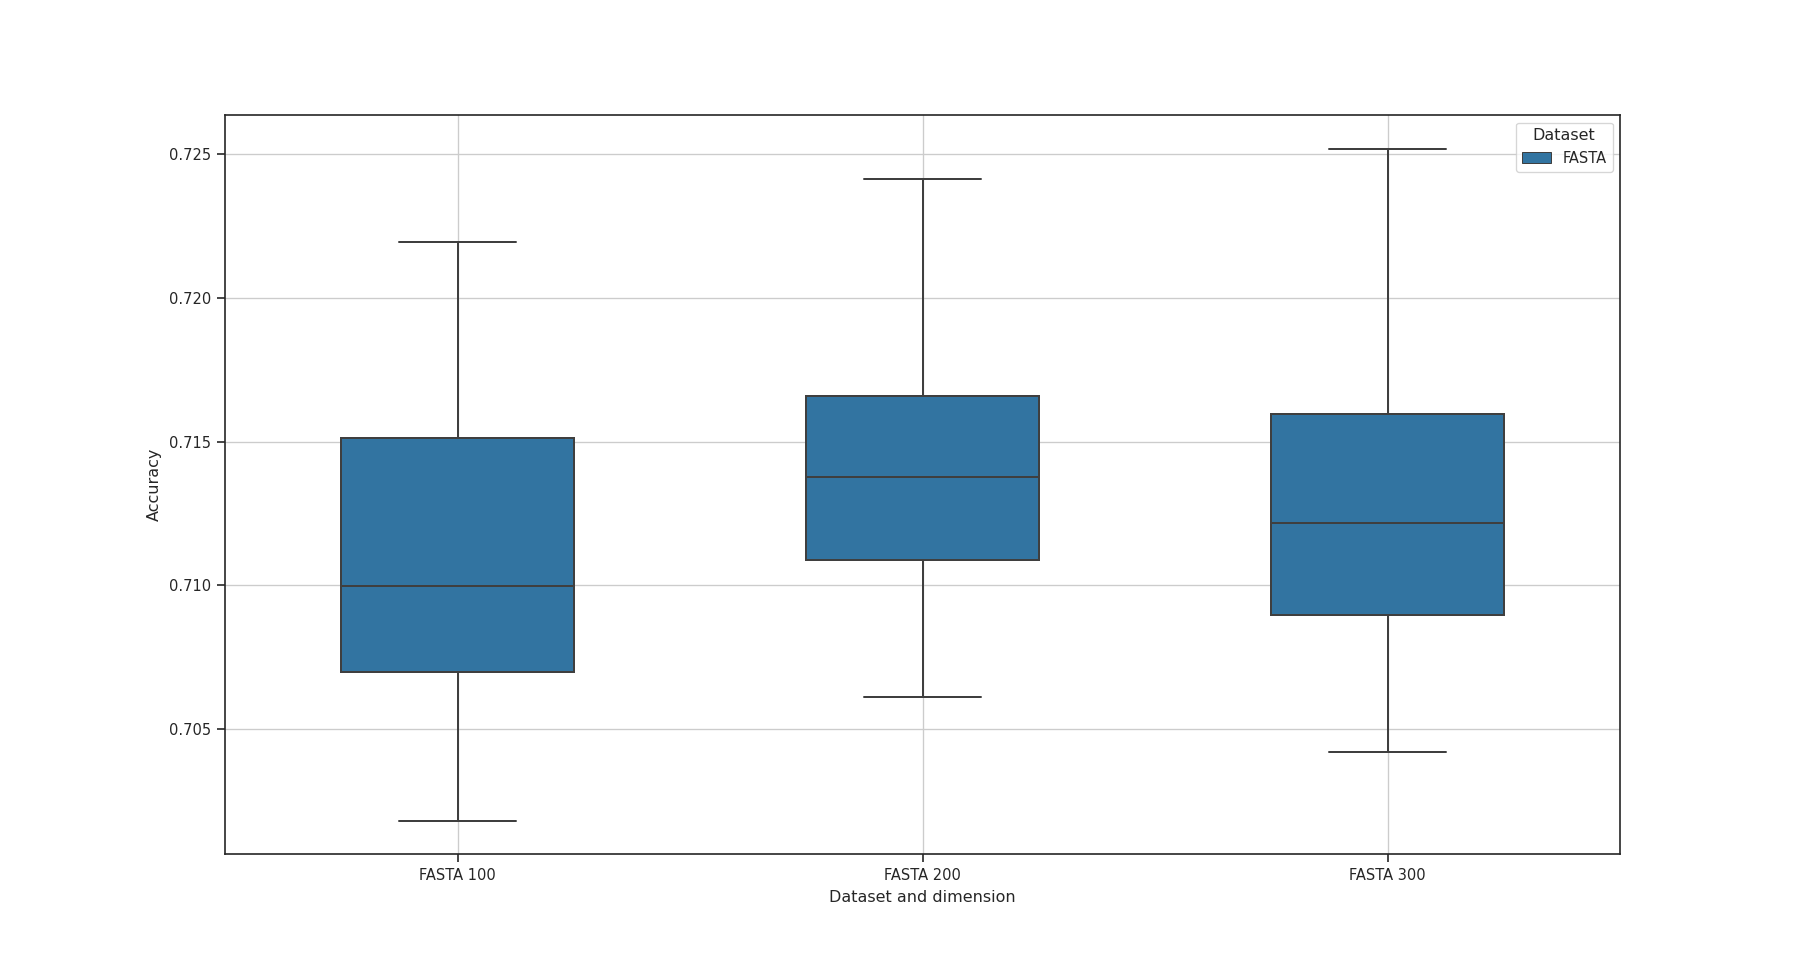 Dataset
FASTA
0.725
0.720
0.715
0.710
0.705
Accuracy
FASTA 100
FASTA 200
FASTA 300
Dataset and dimension